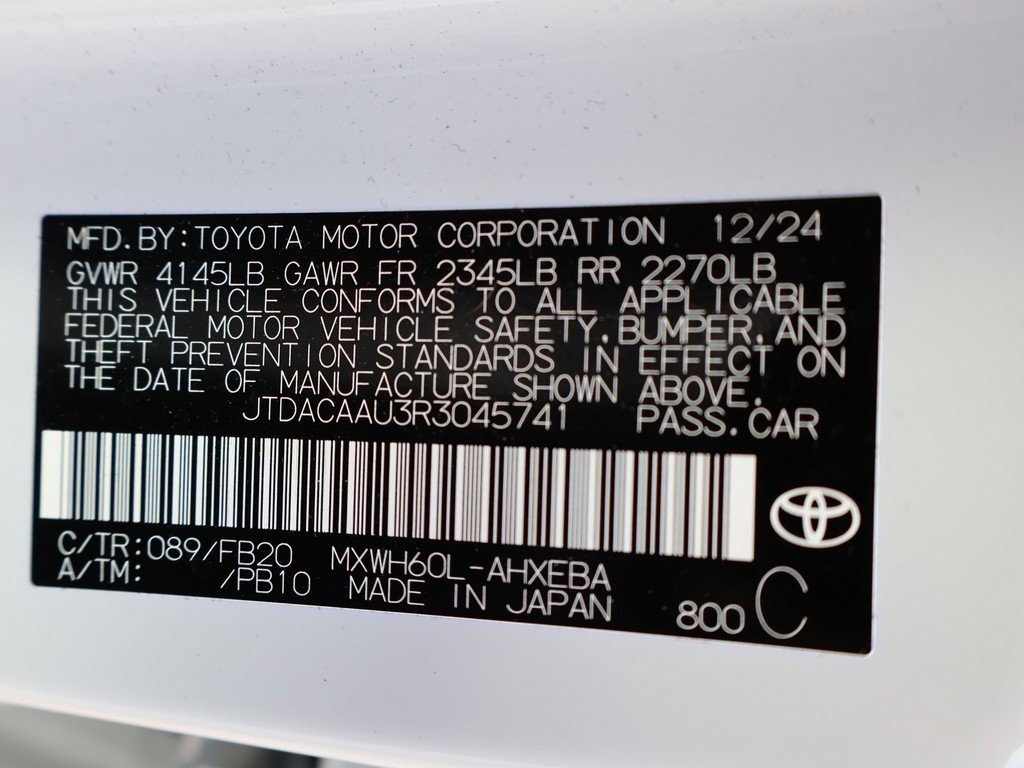 MFD.BY:TOYOTA MOTOR CORPORATION 12/24
GVWR 4145LB GAWR FR 2345LB RR 2270LB
THIS VEHICLE CONFORMS TO ALL APPLICABLE
FEDERAL MOTOR VEHICLE SAFETY,BUMPER,AND
THEFT PREVENTION STANDARDS IN EFFECT ON
THE DATE OF MANUFACTURE SHOWN ABOVE.
JTDACAAU3R3045741 PASS.CAR
C/TR:089/FB20 MXWH60L-AHXEBA
A/TM: /PB10 MADE IN JAPAN 800 C